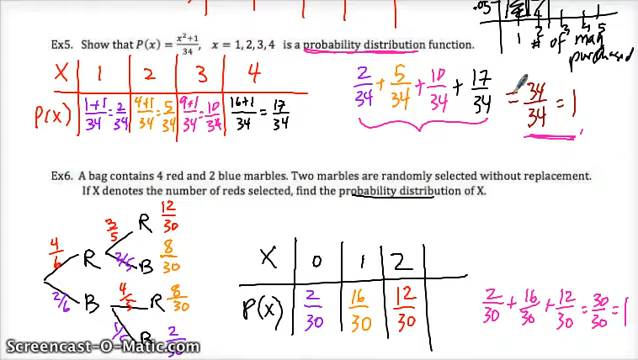 .05
1 2 3 4 5
# of mag
purchased
Ex5. Show that P(x) = (x²+1)/34, x = 1, 2, 3, 4 is a probability distribution function.
X 1 2 3 4
P(x) (1+1)/34 = 2/34 (4+1)/34 = 5/34 (9+1)/34 = 10/34 (16+1)/34 = 17/34
2/34 + 5/34 + 10/34 + 17/34 = 34/34 = 1
Ex6. A bag contains 4 red and 2 blue marbles. Two marbles are randomly selected without replacement.
If X denotes the number of reds selected, find the probability distribution of X.
4/6 R 3/5 R 12/30
2/5 B 8/30
2/6 B 4/5 R 8/30
1/5 B 2/30
X 0 1 2
P(x) 2/30 16/30 12/30
2/30 + 16/30 + 12/30 = 30/30 = 1
Screencast-O-Matic.com